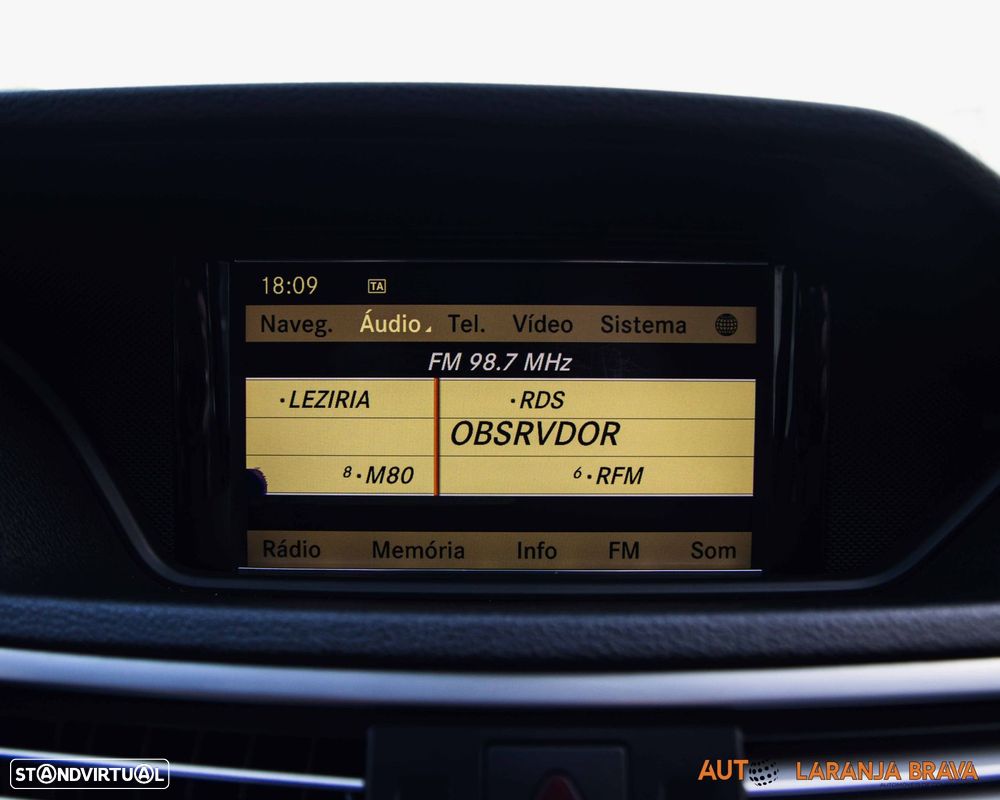 18:09 TA
Naveg. Áudio Tel. Vídeo Sistema
FM 98.7 MHz
·LEZIRIA ·RDS
OBSRVDOR
8·M80 6·RFM
Rádio Memória Info FM Som
STANDVIRTUAL
AUTO LARANJA BRAVA